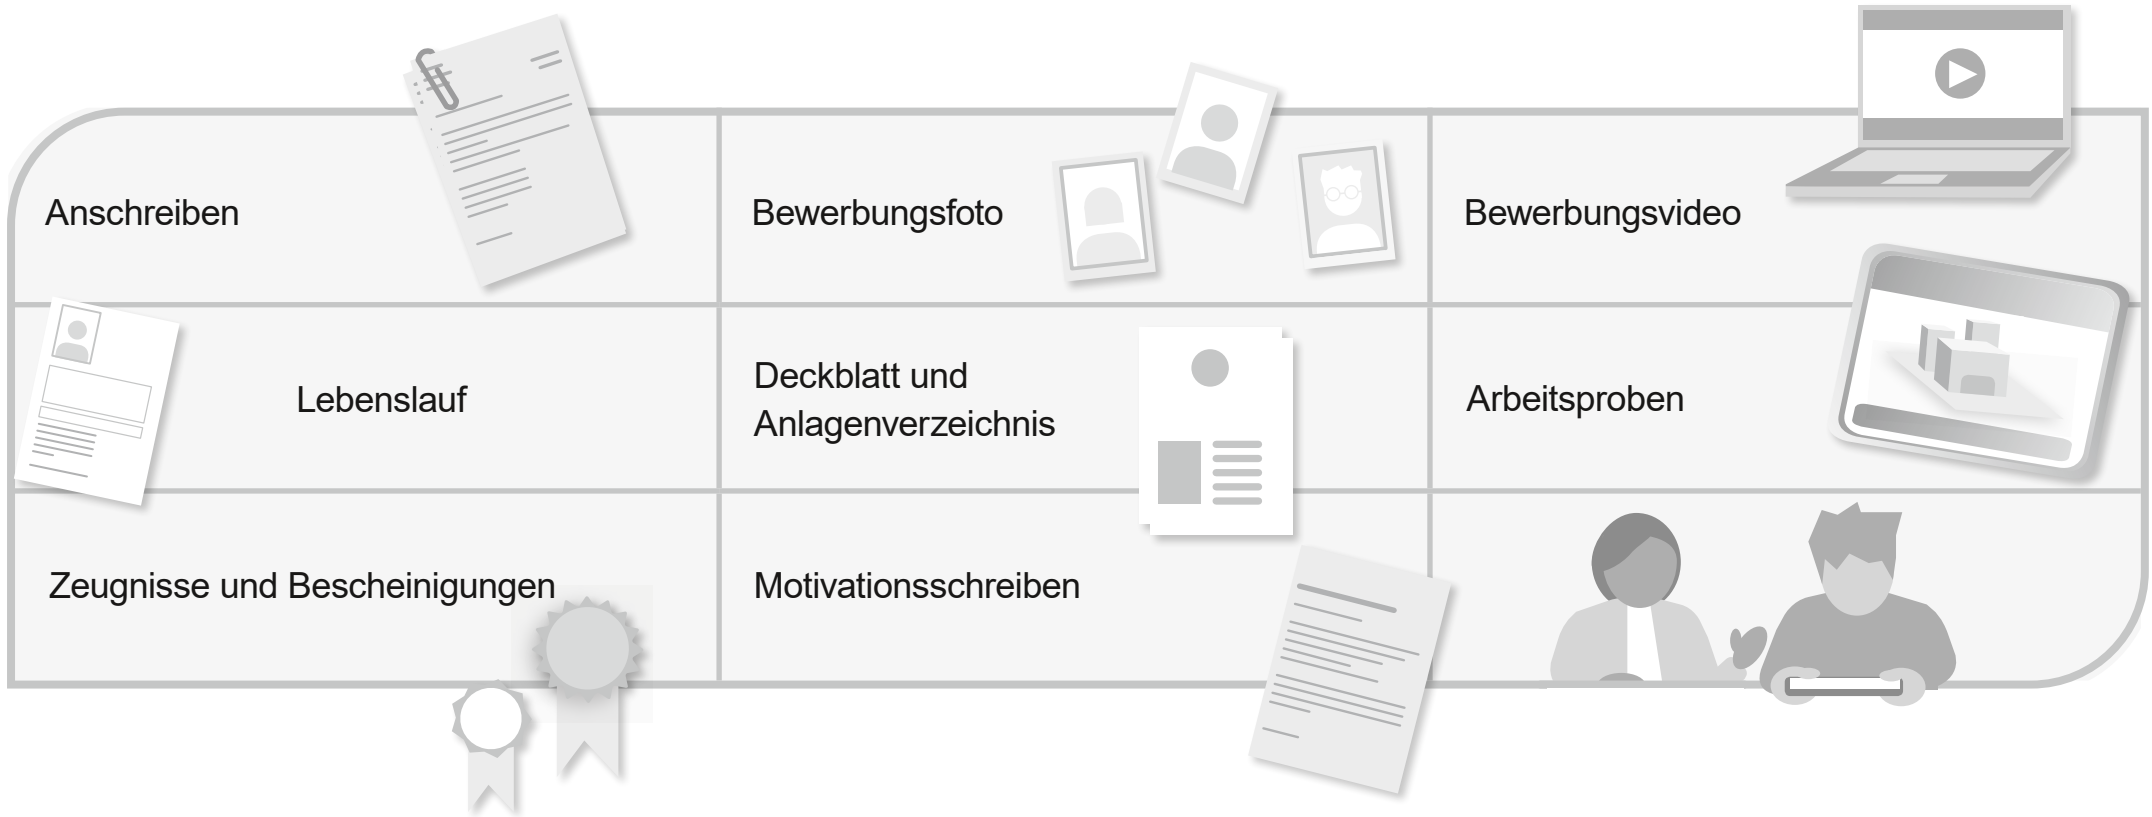 Anschreiben
Bewerbungsfoto
Bewerbungsvideo
Lebenslauf
Deckblatt und
Anlagenverzeichnis
Arbeitsproben
Zeugnisse und Bescheinigungen
Motivationsschreiben